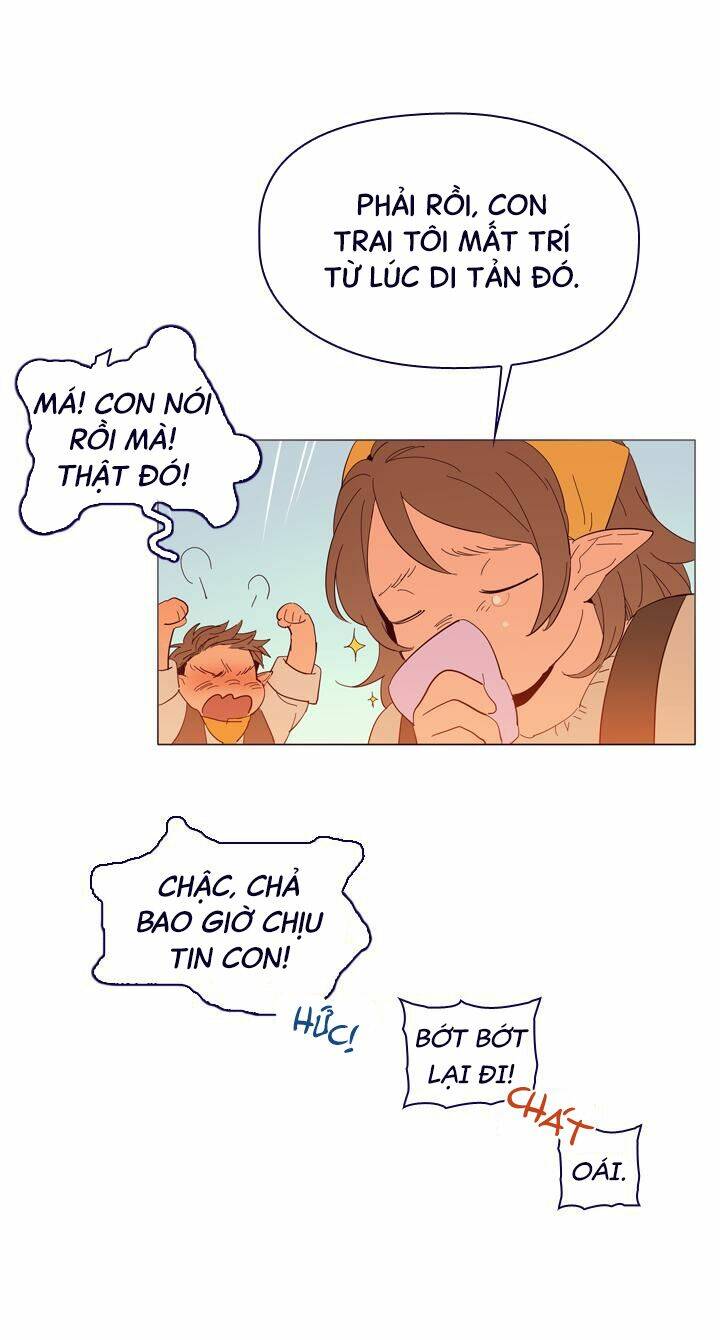 PHẢI RỒI, CON
TRAI TÔI MẤT TRÍ
TỪ LÚC DI TẢN ĐÓ.
MÁ! CON NÓI
RỒI MÀ!
THẬT ĐÓ!
CHẬC, CHẢ
BAO GIỜ CHỊU
TIN CON!
HỨC!
BỚT BỚT
LẠI ĐI!
CHÁT
OÁI.